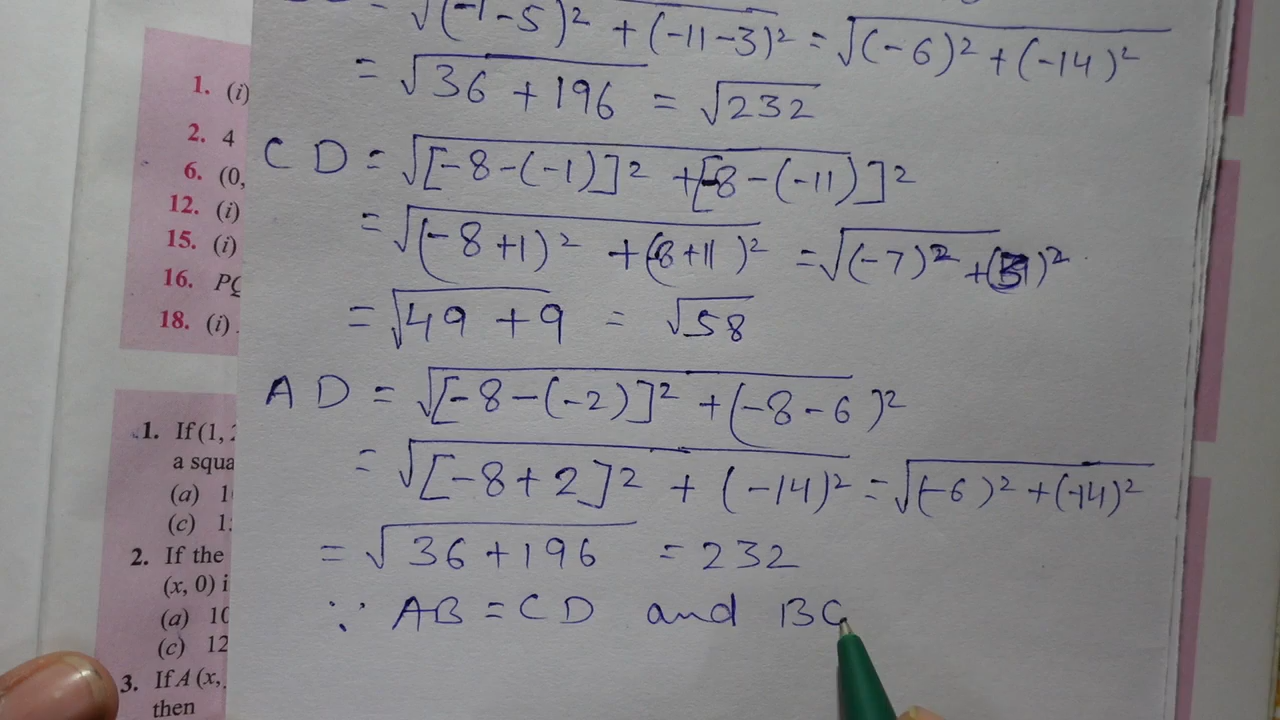 = √(-1-5)² + (-11-3)² = √(-6)² + (-14)²
= √36 + 196 = √232
CD = √[-8-(-1)]² + [-8-(-11)]²
= √(-8+1)² + (-8+11)² = √(-7)² + (3)²
= √49 + 9 = √58
AD = √[-8-(-2)]² + (-8-6)²
= √[-8+2]² + (-14)² = √(-6)² + (-14)²
= √36 + 196 = 232
∵ AB = CD and BC
1. (i)
2. 4
6. (0,
12. (i)
15. (i)
16. PQ
18. (i)
1. If (1,
a squa
(a) 1
(c) 1
2. If the
(x, 0) i
(a) 10
(c) 12
3. If A (x,
then